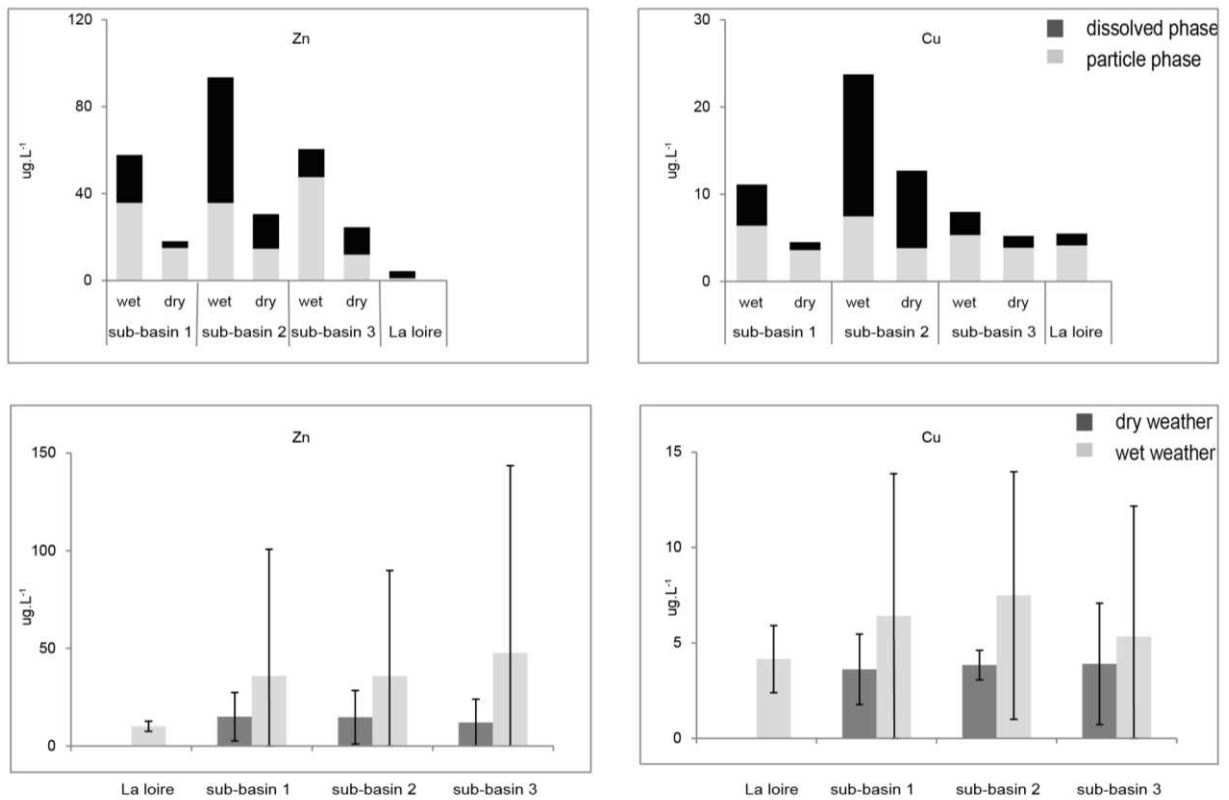 Zn
120
80
40
0
ug.L⁻¹
wet dry wet dry wet dry
sub-basin 1 sub-basin 2 sub-basin 3 La loire
Cu
dissolved phase
particle phase
30
20
10
0
ug.L⁻¹
wet dry wet dry wet dry
sub-basin 1 sub-basin 2 sub-basin 3 La loire
Zn
150
100
50
0
ug.L⁻¹
La loire sub-basin 1 sub-basin 2 sub-basin 3
Cu
dry weather
wet weather
15
10
5
0
ug.L⁻¹
La loire sub-basin 1 sub-basin 2 sub-basin 3